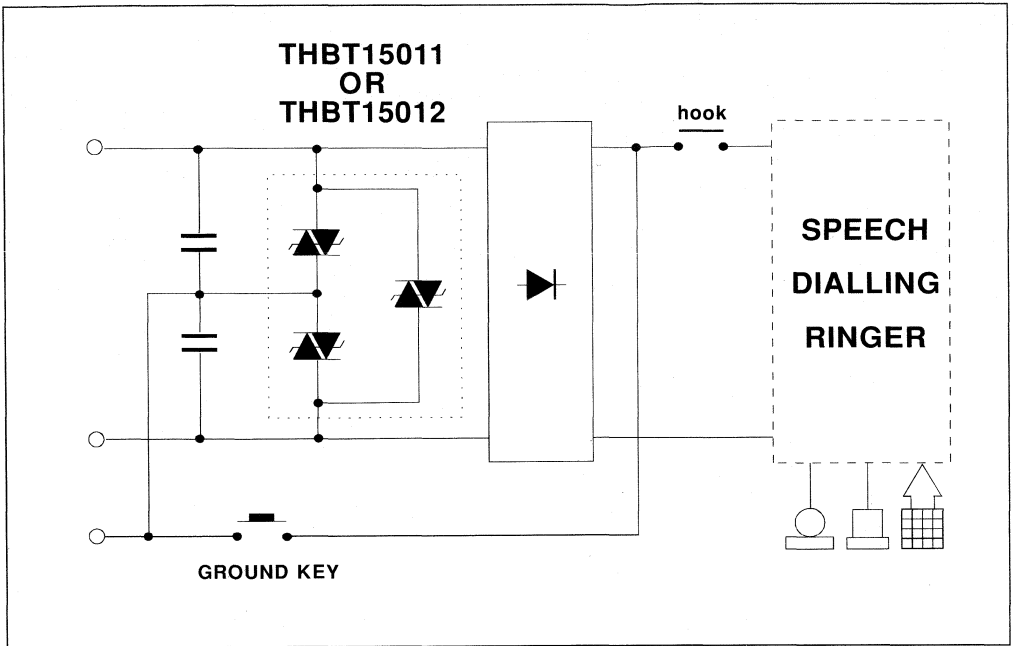 THBT15011
OR
THBT15012
hook
SPEECH
DIALLING
RINGER
GROUND KEY